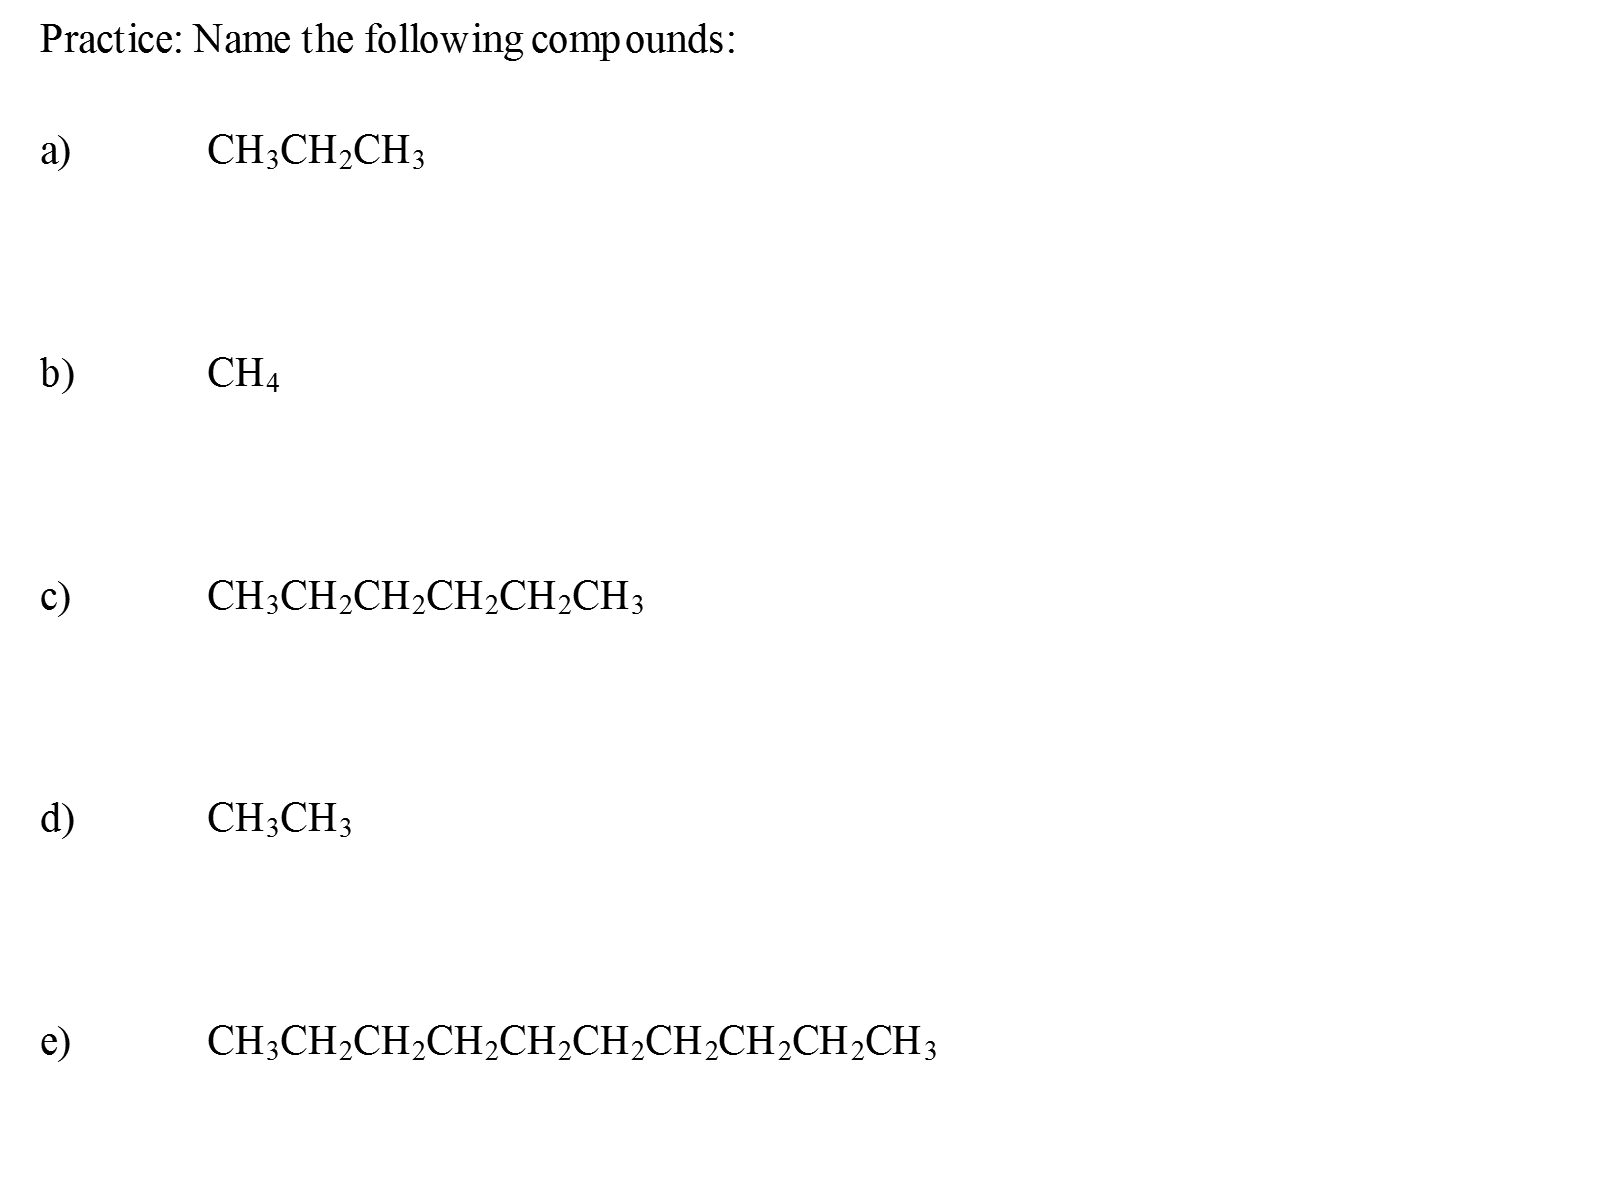 Practice: Name the following compounds:
a) CH₃CH₂CH₃
b) CH₄
c) CH₃CH₂CH₂CH₂CH₂CH₃
d) CH₃CH₃
e) CH₃CH₂CH₂CH₂CH₂CH₂CH₂CH₂CH₂CH₃